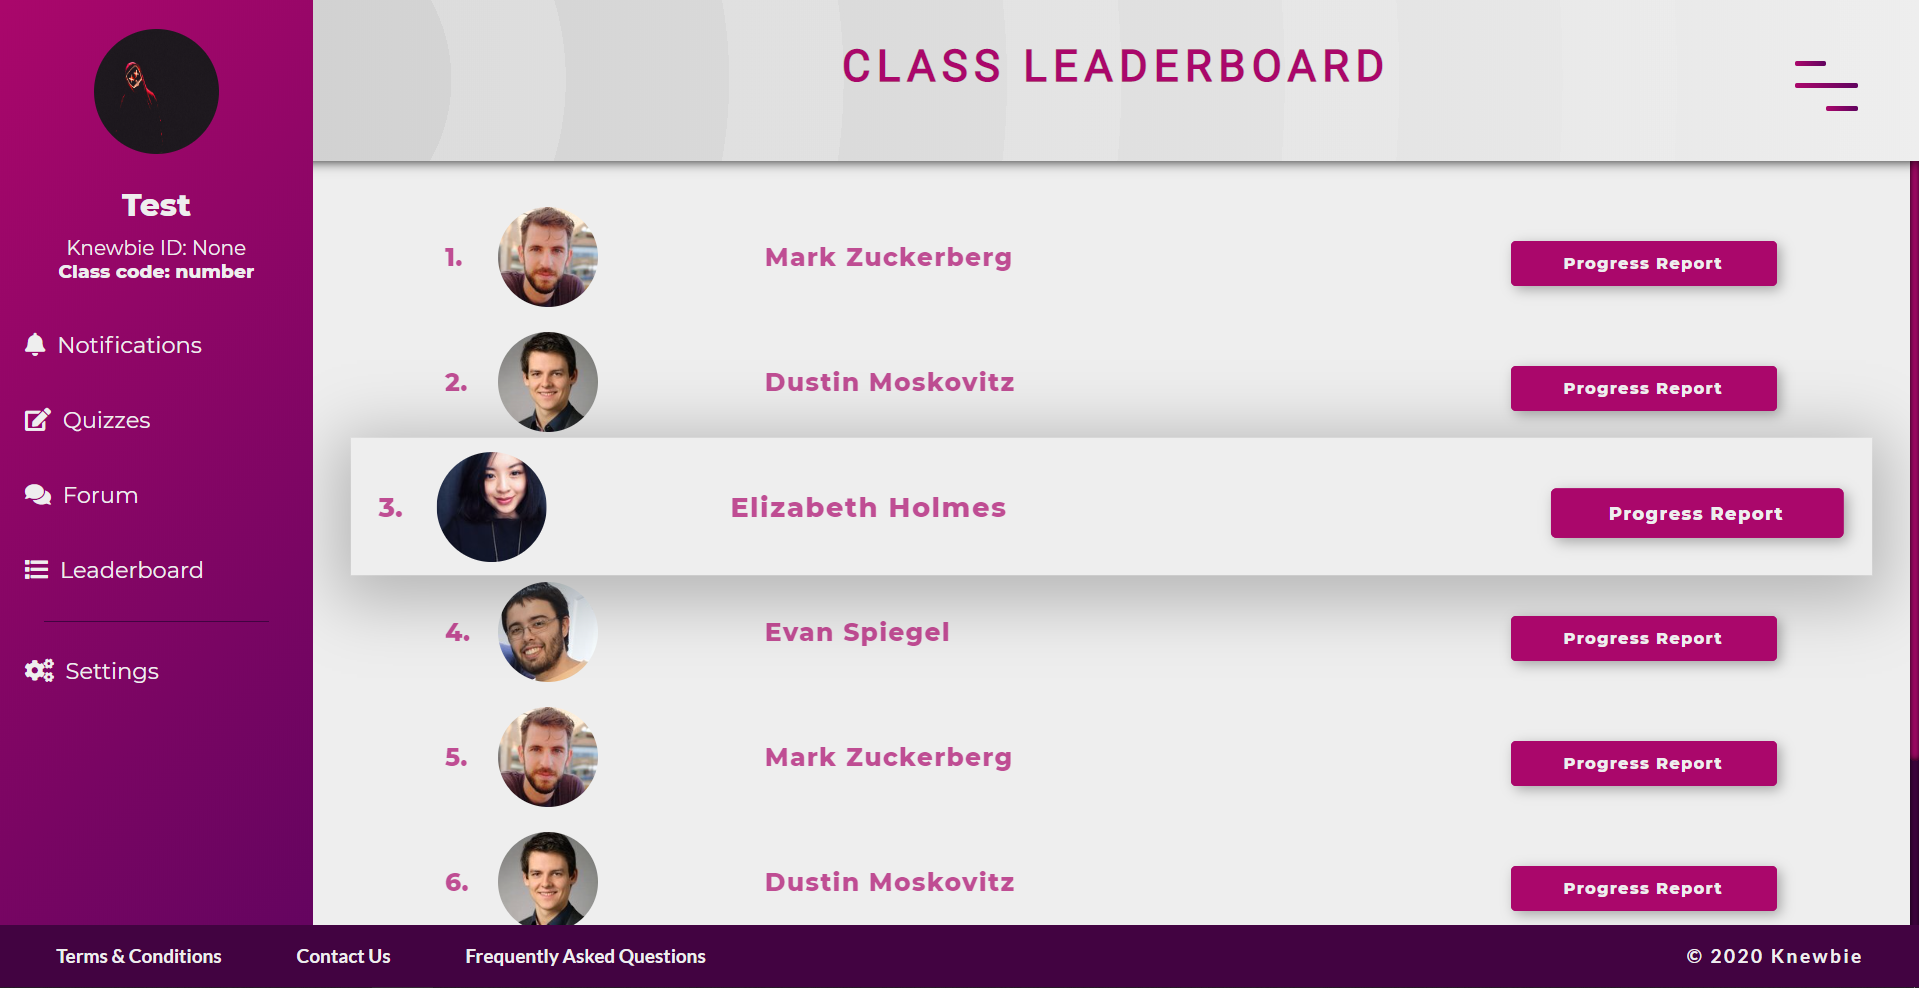 CLASS LEADERBOARD
Test
Knewbie ID: None
Class code: number
Notifications
Quizzes
Forum
Leaderboard
Settings
1. Mark Zuckerberg Progress Report
2. Dustin Moskovitz Progress Report
3. Elizabeth Holmes Progress Report
4. Evan Spiegel Progress Report
5. Mark Zuckerberg Progress Report
6. Dustin Moskovitz Progress Report
Terms & Conditions Contact Us Frequently Asked Questions © 2020 Knewbie